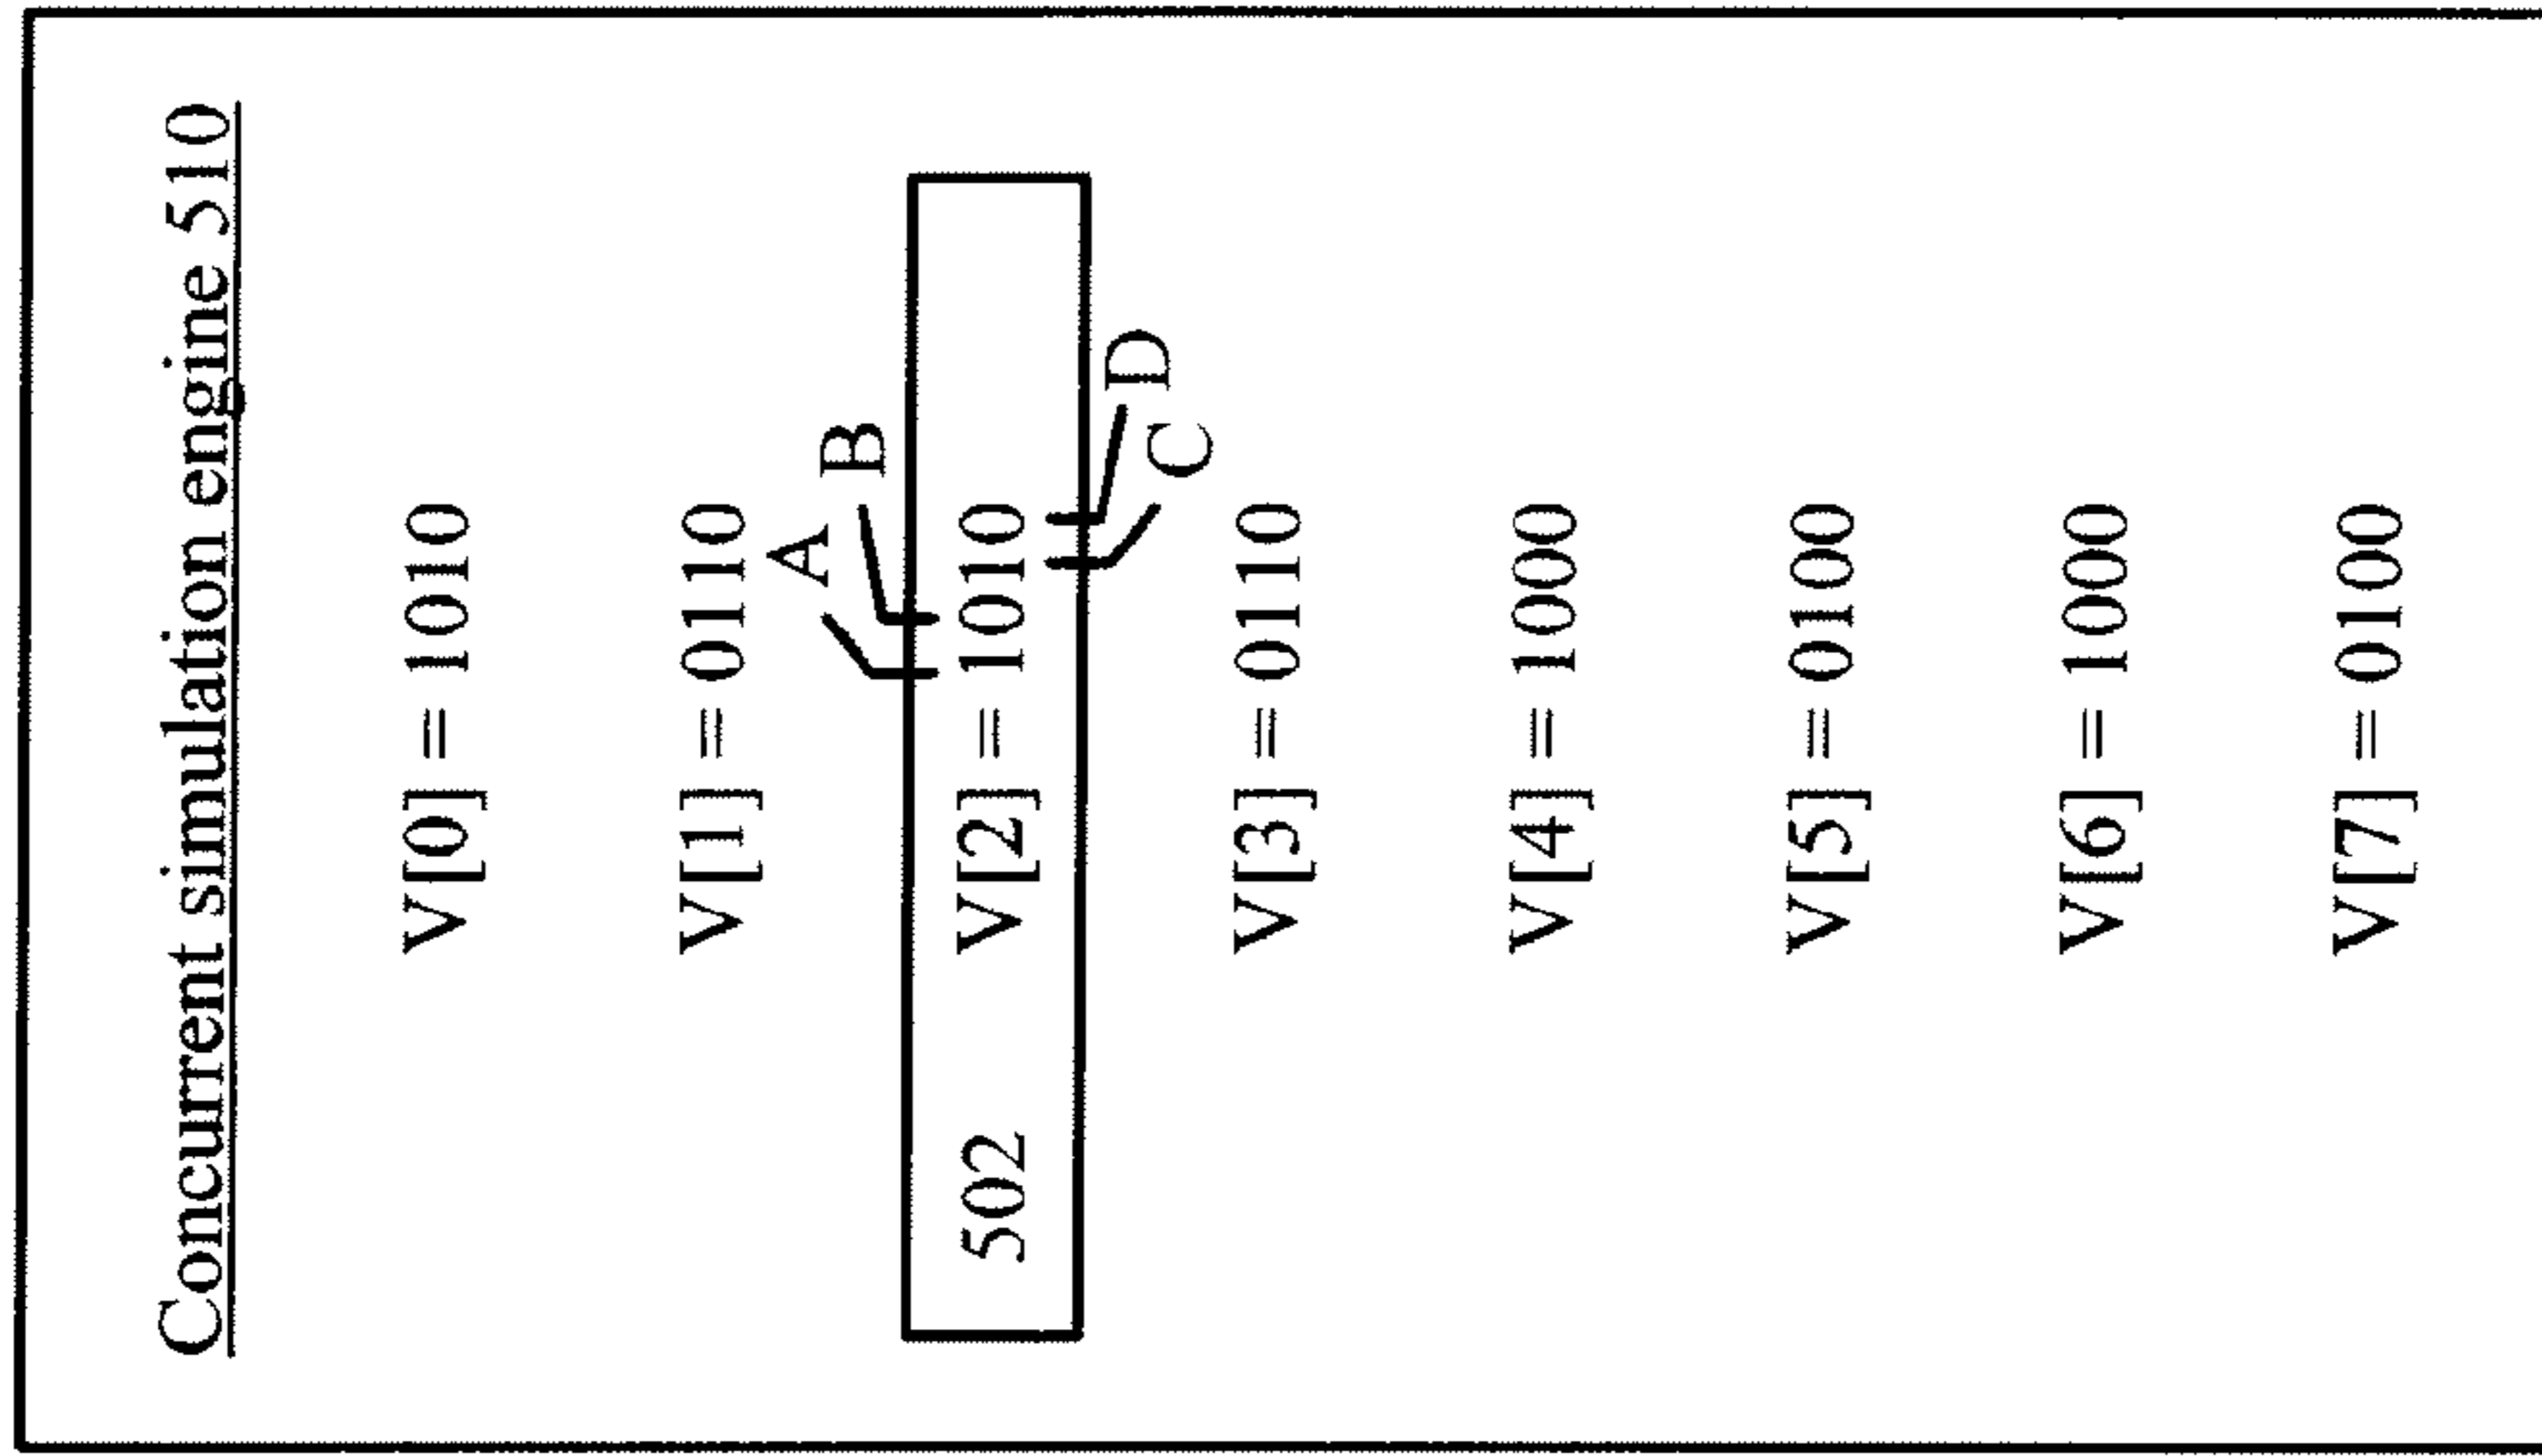 Concurrent simulation engine 510
V[0] = 1010
V[1] = 0110
A
B
502 V[2] = 1010
D
C
V[3] = 0110
V[4] = 1000
V[5] = 0100
V[6] = 1000
V[7] = 0100